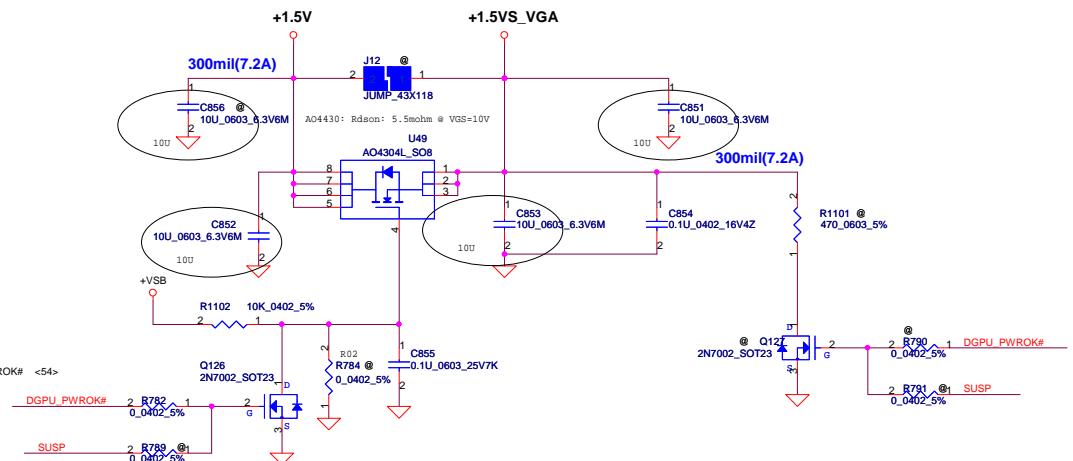 +1.5V +1.5VS_VGA
300mil(7.2A)
J12 @
2 2 1 1
JUMP_43X118
1
C856 @
10U_0603_6.3V6M
2
10U
AO4430: Rdson: 5.5mohm @ VGS=10V
U49
AO4304L_SO8
8 1
7 2
6 3
5
4
1
C851
10U_0603_6.3V6M
2
10U
300mil(7.2A)
1
C852
10U_0603_6.3V6M
2
10U
1
C853
10U_0603_6.3V6M
2
10U
1
C854
0.1U_0402_16V4Z
2
2
R1101 @
470_0603_5%
1
+VSB
R1102 10K_0402_5%
2 1
Q126
2N7002_SOT23
1 D
2 G
3 S
2
R02
R784 @
0_0402_5%
1
1
C855
0.1U_0603_25V7K
2
ROK# <54>
DGPU_PWROK# 2 R782 1
0_0402_5%
SUSP 2 R789 @ 1
0_0402_5%
@ Q127
2N7002_SOT23
D 1
2 G
S 3
@
2 R790 1 DGPU_PWROK#
0_0402_5%
2 R791 @ 1 SUSP
0_0402_5%